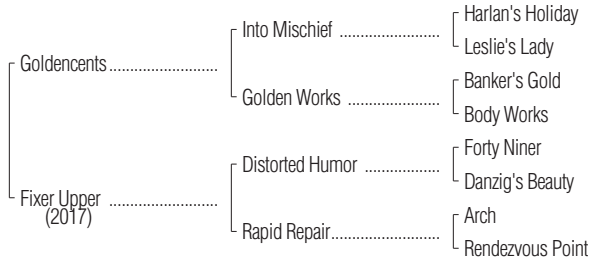 Harlan's Holiday
Into Mischief ....................
Leslie's Lady
Goldencents......................
Banker's Gold
Golden Works ..................
Body Works
Forty Niner
Distorted Humor ...............
Danzig's Beauty
Fixer Upper ......................
(2017)
Arch
Rapid Repair......................
Rendezvous Point